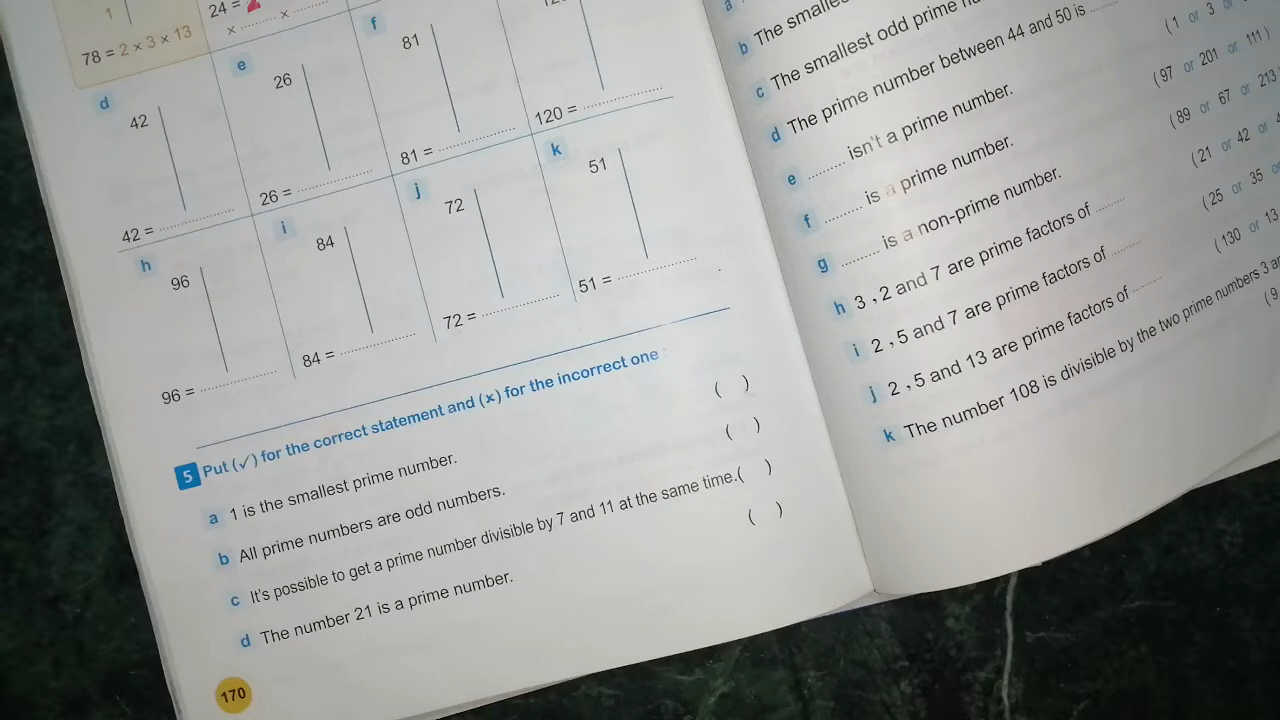 1
78 = 2 × 3 × 13
24 =
× ............ × ............
d
42
42 = ....................
e
26
26 = ....................
f
81
81 = ....................
120 = ....................
h
96
96 = ....................
i
84
84 = ....................
j
72
72 = ....................
k
51
51 = ....................
5 Put (✓) for the correct statement and (×) for the incorrect one
a 1 is the smallest prime number. ( )
b All prime numbers are odd numbers. ( )
c It's possible to get a prime number divisible by 7 and 11 at the same time. ( )
d The number 21 is a prime number. ( )
170
a
b The
c The smallest odd prime
d The prime number between 44 and 50 is ........
(1 or 3 or
e ......... isn't a prime number. (97 or 201 or 111)
f ......... is a prime number. (89 or 67 or 213
g ......... is a non-prime number. (21 or 42 or
h 3 , 2 and 7 are prime factors of ........ (25 or 35 or
i 2 , 5 and 7 are prime factors of ........ (130 or 13
j 2 , 5 and 13 are prime factors of ........
k The number 108 is divisible by the two prime numbers 3
(9